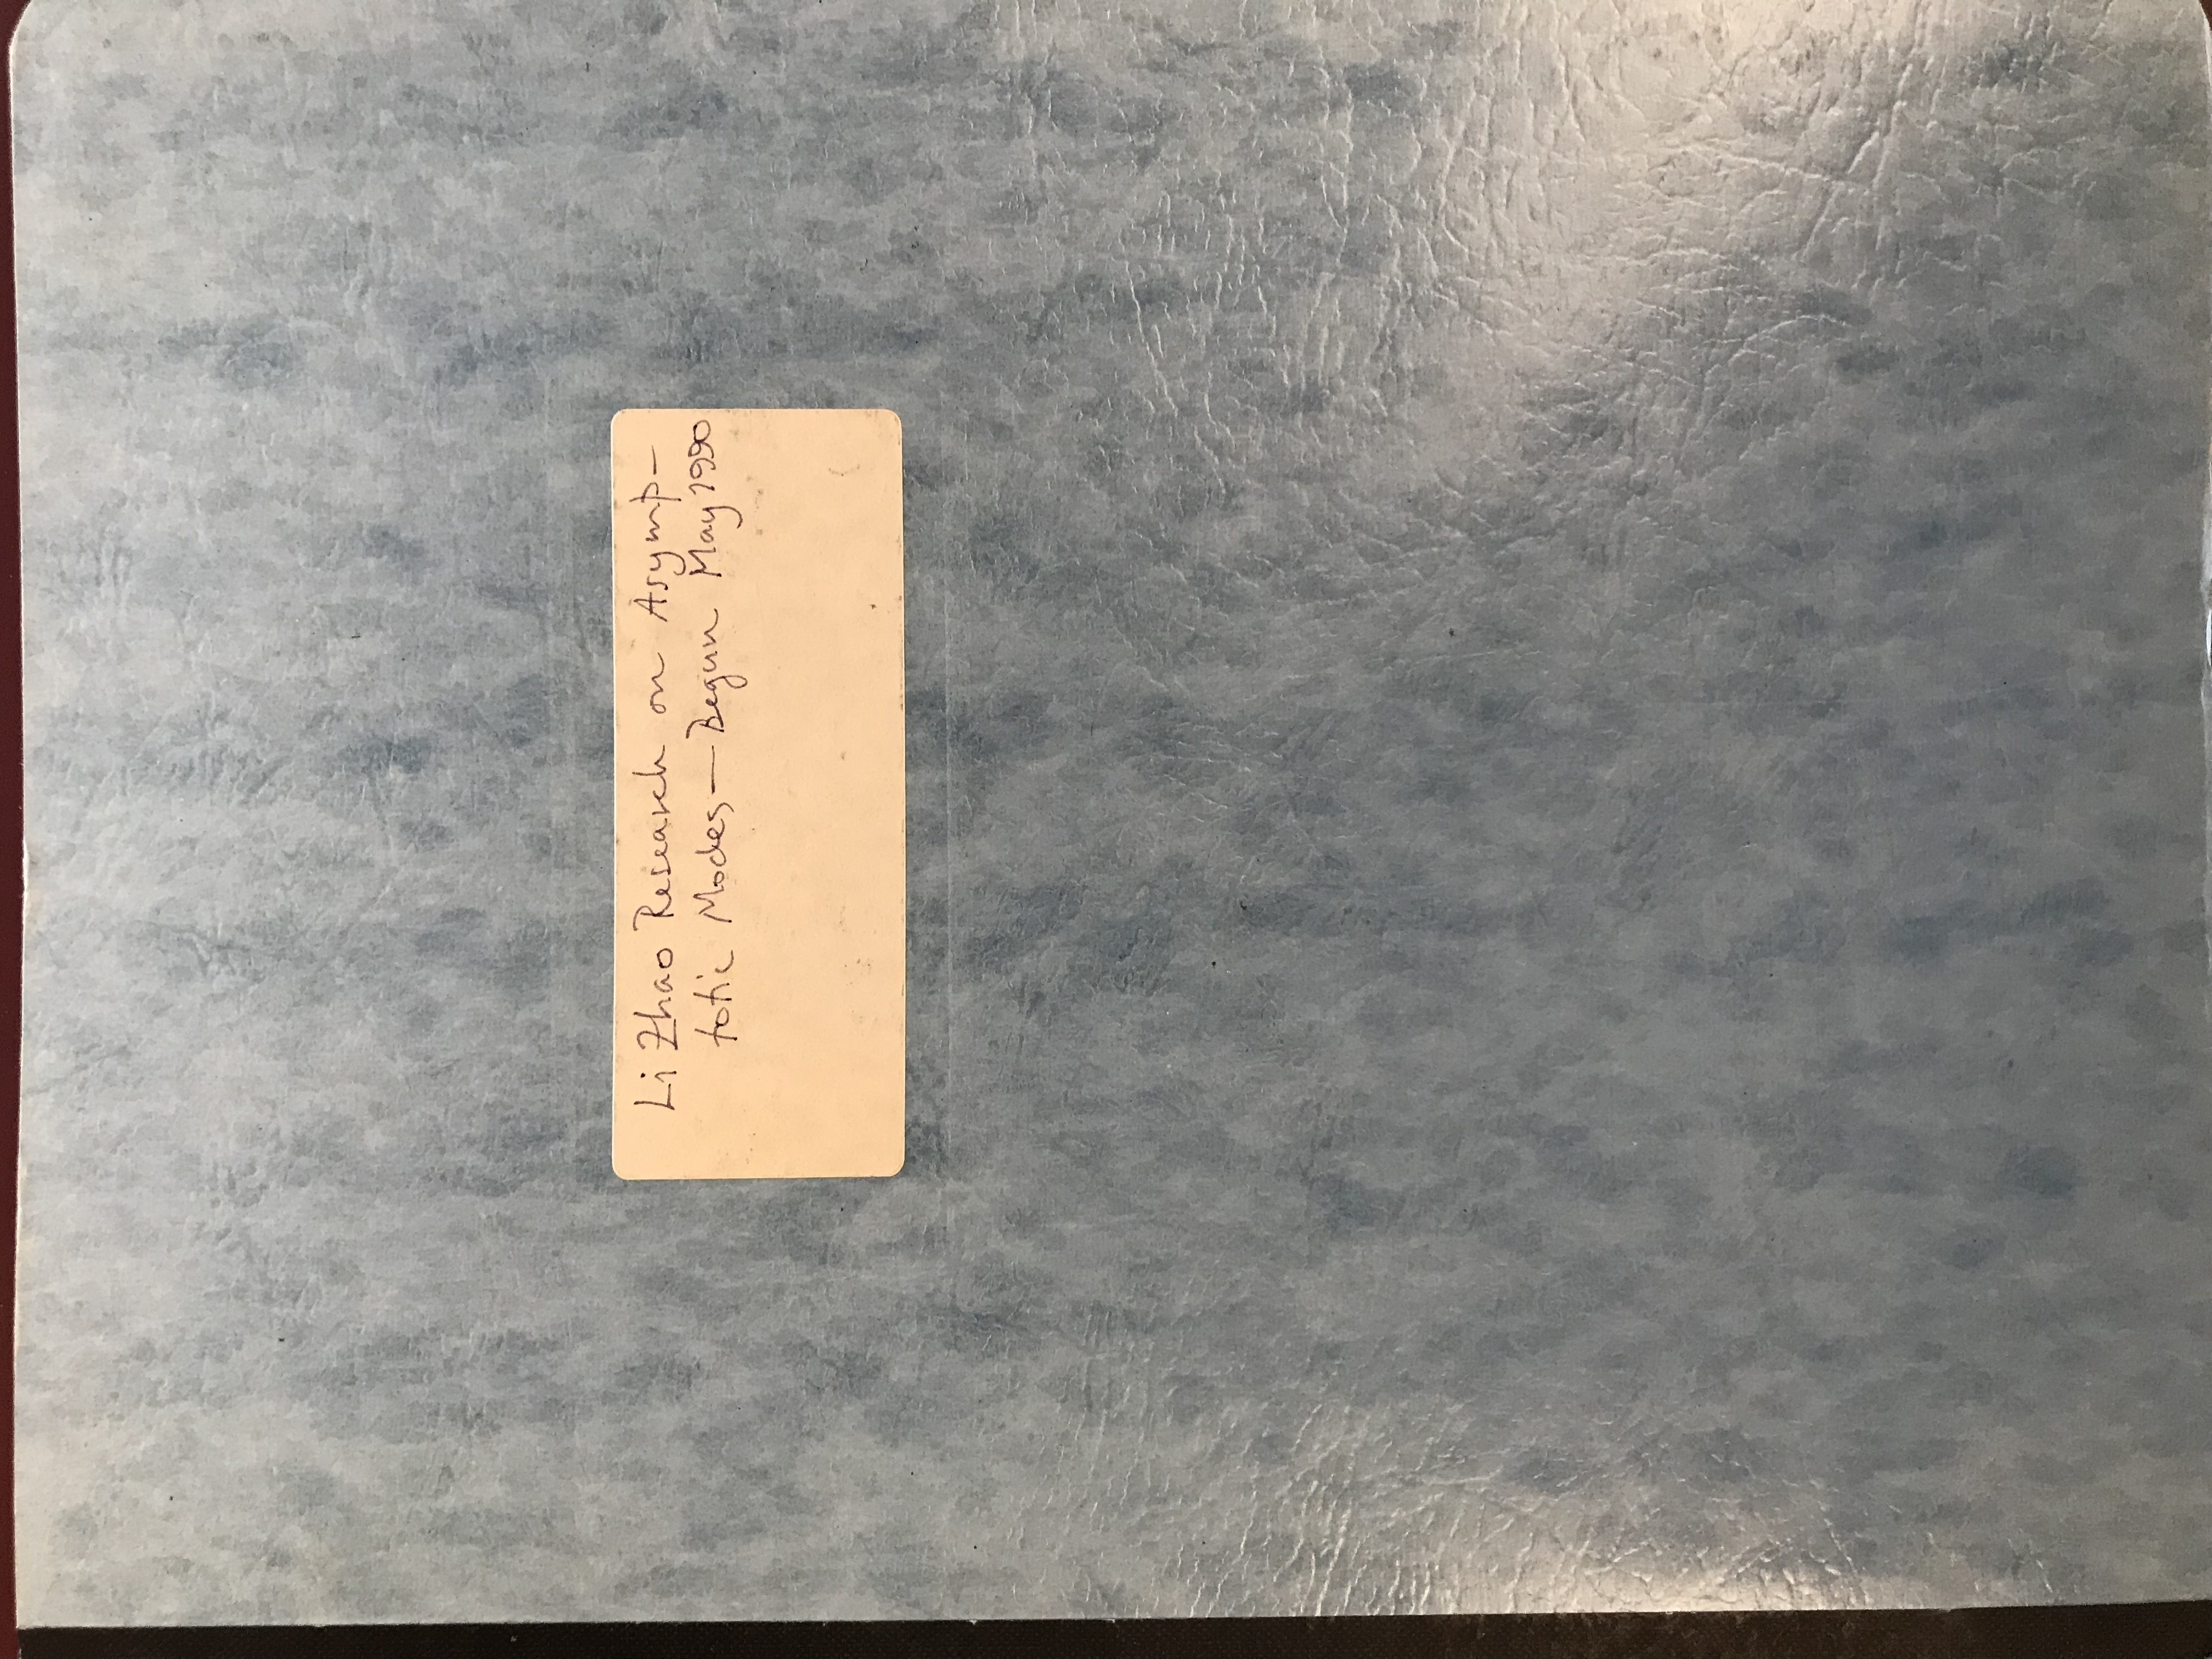 Li Zhao Research on Asymp-
totic Modes — Begun May 1990